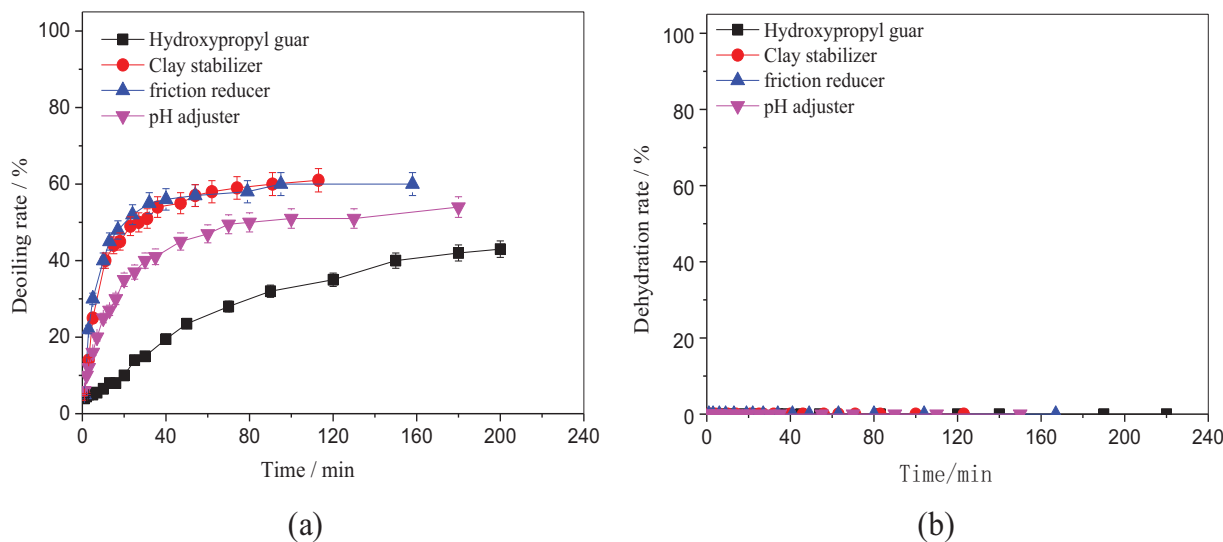 100
80
60
40
20
0
Deoiling rate / %
Hydroxypropyl guar
Clay stabilizer
friction reducer
pH adjuster
0 40 80 120 160 200 240
Time / min
(a)
100
80
60
40
20
0
Dehydration rate / %
Hydroxypropyl guar
Clay stabilizer
friction reducer
pH adjuster
0 40 80 120 160 200 240
Time/min
(b)